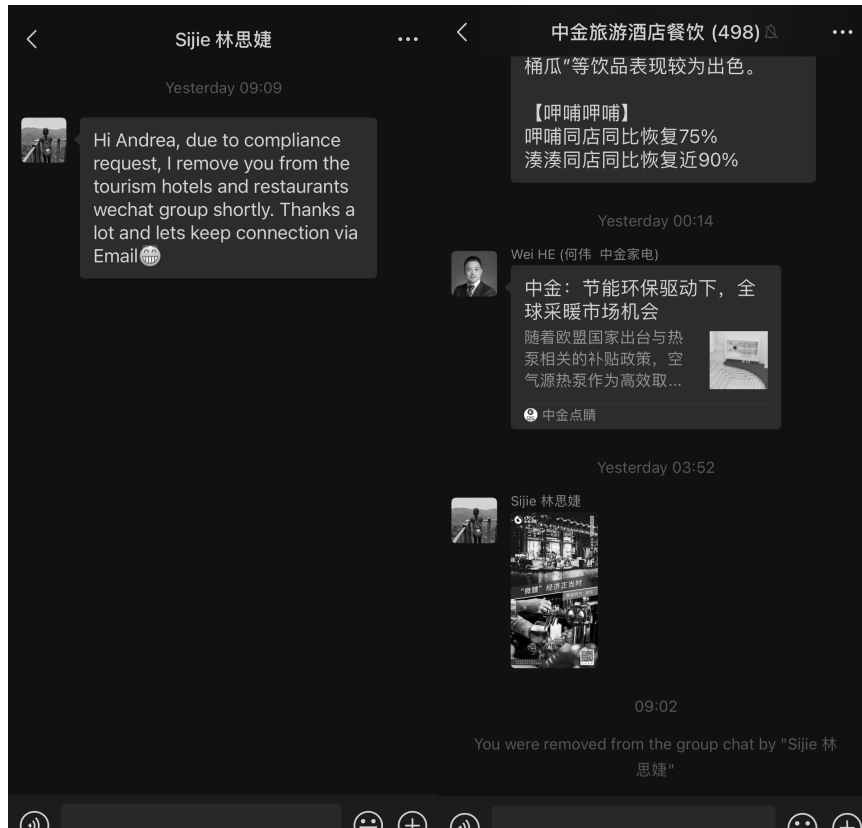 Sijie 林思婕
Yesterday 09:09
Hi Andrea, due to compliance
request, I remove you from the
tourism hotels and restaurants
wechat group shortly. Thanks a
lot and lets keep connection via
Email
中金旅游酒店餐饮 (498)
桶瓜”等饮品表现较为出色。
【呷哺呷哺】
呷哺同店同比恢复75%
湊湊同店同比恢复近90%
Yesterday 00:14
Wei HE (何伟 中金家电)
中金：节能环保驱动下，全
球采暖市场机会
随着欧盟国家出台与热
泵相关的补贴政策，空
气源热泵作为高效取...
中金点睛
Yesterday 03:52
Sijie 林思婕
“微醺”经济正当时
09:02
You were removed from the group chat by "Sijie 林
思婕"